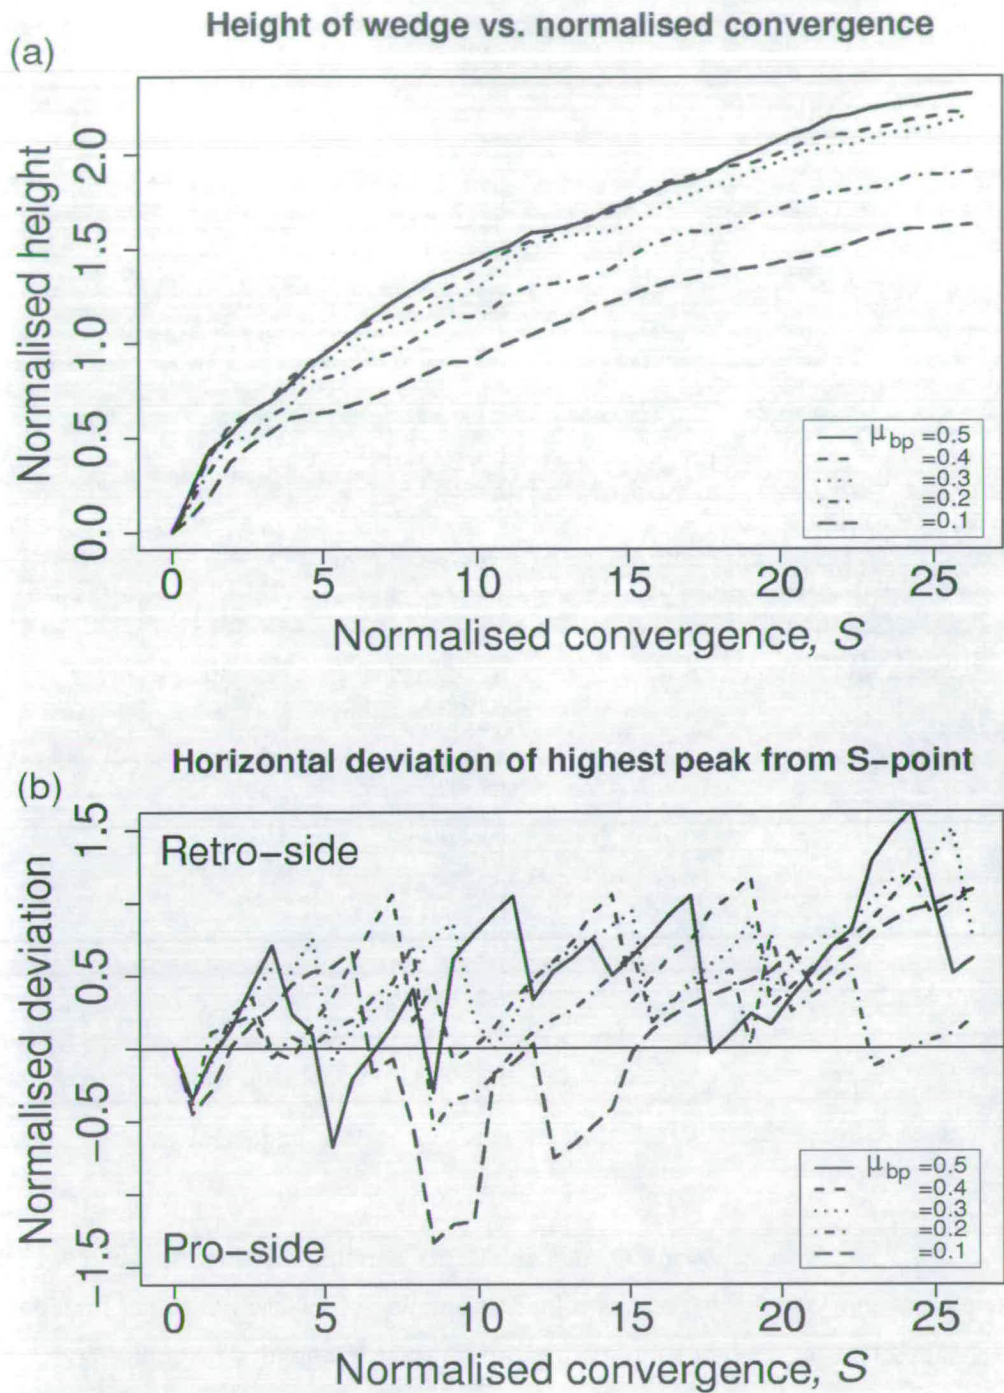 Height of wedge vs. normalised convergence
(a)
Normalised height
2.0
1.5
1.0
0.5
0.0
μbp =0.5
=0.4
=0.3
=0.2
=0.1
0 5 10 15 20 25
Normalised convergence, S
Horizontal deviation of highest peak from S−point
(b)
Normalised deviation
1.5
0.5
−0.5
−1.5
Retro−side
Pro−side
μbp =0.5
=0.4
=0.3
=0.2
=0.1
0 5 10 15 20 25
Normalised convergence, S